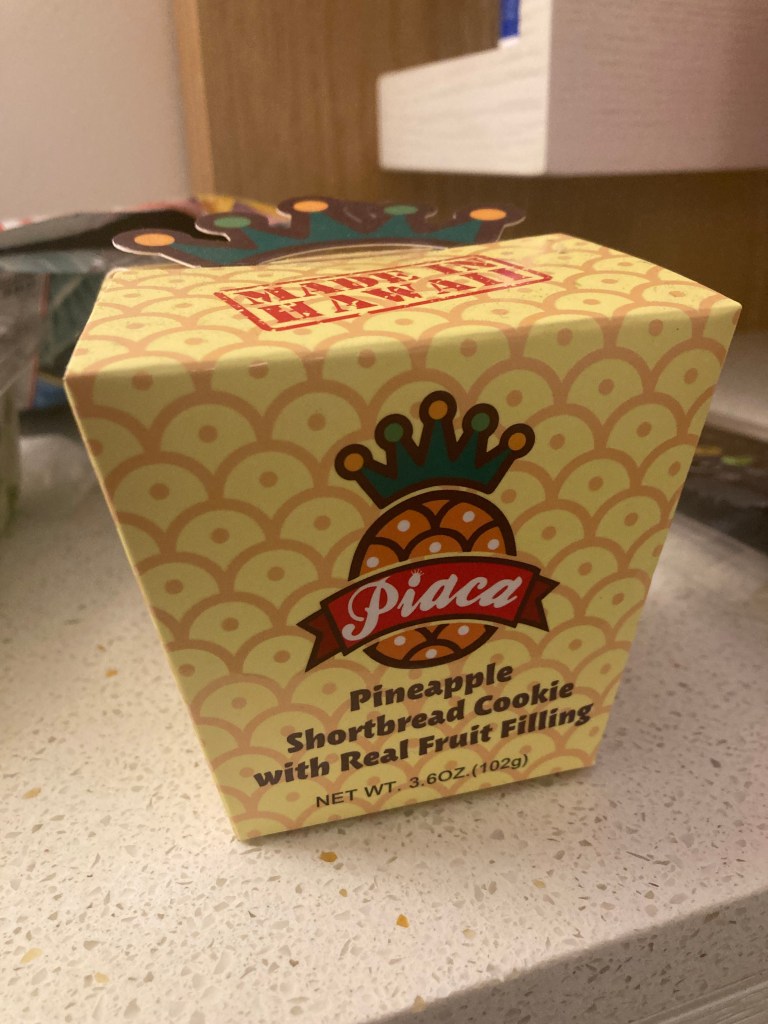 MADE IN
HAWAII
Piaca
Pineapple
Shortbread Cookie
with Real Fruit Filling
NET WT. 3.6OZ.(102g)